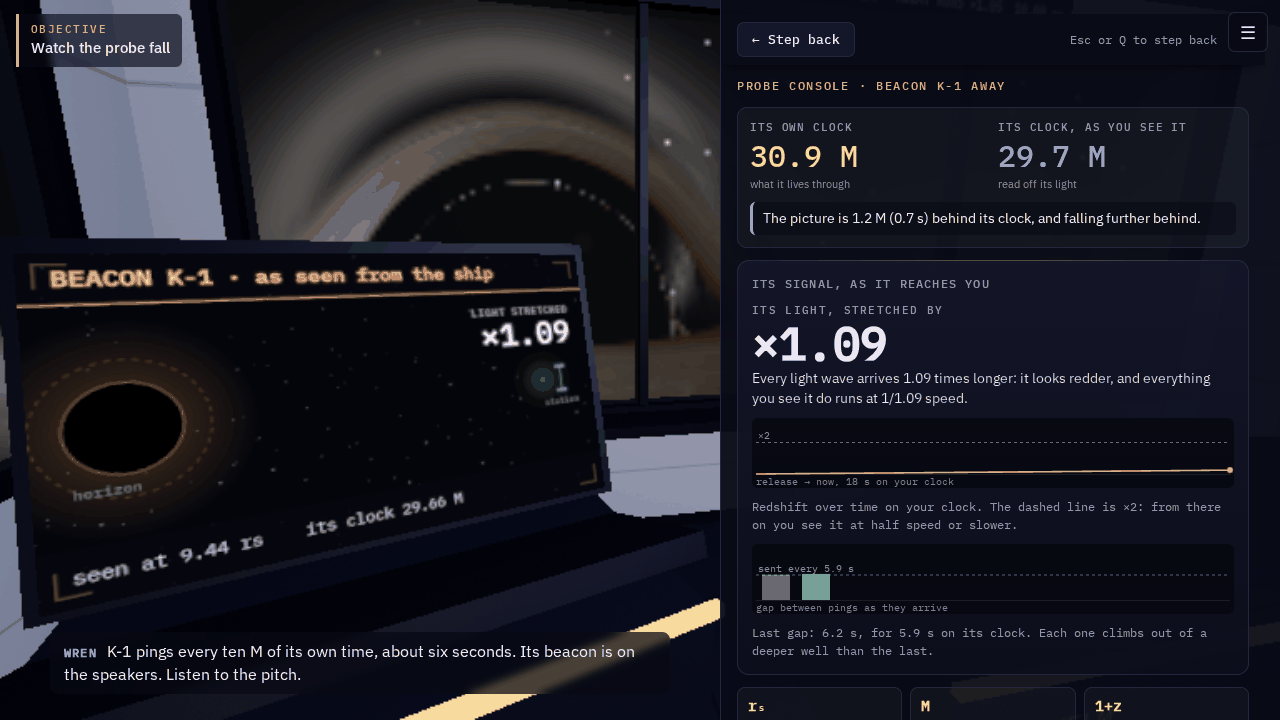 OBJECTIVE
Watch the probe fall
← Step back
Esc or Q to step back
☰
PROBE CONSOLE · BEACON K-1 AWAY
ITS OWN CLOCK
30.9 M
what it lives through
ITS CLOCK, AS YOU SEE IT
29.7 M
read off its light
The picture is 1.2 M (0.7 s) behind its clock, and falling further behind.
ITS SIGNAL, AS IT REACHES YOU
ITS LIGHT, STRETCHED BY
×1.09
Every light wave arrives 1.09 times longer: it looks redder, and everything
you see it do runs at 1/1.09 speed.
×2
release → now, 18 s on your clock
Redshift over time on your clock. The dashed line is ×2: from there
on you see it at half speed or slower.
sent every 5.9 s
gap between pings as they arrive
Last gap: 6.2 s, for 5.9 s on its clock. Each one climbs out of a
deeper well than the last.
rs
M
1+z
BEACON K-1 · as seen from the ship
LIGHT STRETCHED
×1.09
station
horizon
seen at 9.44 rs
its clock 29.66 M
WREN K-1 pings every ten M of its own time, about six seconds. Its beacon is on
the speakers. Listen to the pitch.